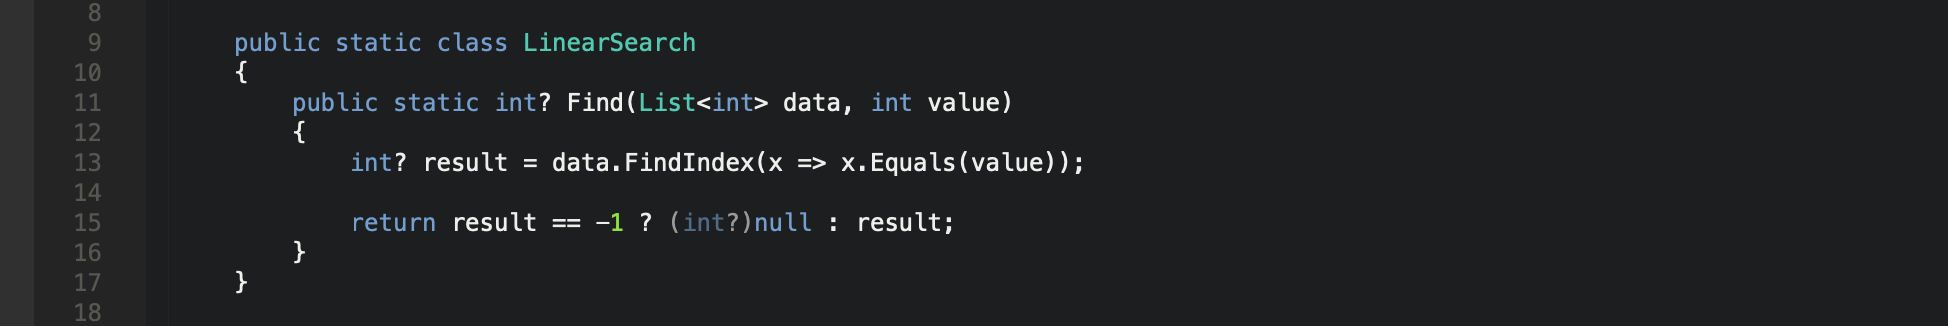 8
9 public static class LinearSearch
10 {
11 public static int? Find(List<int> data, int value)
12 {
13 int? result = data.FindIndex(x => x.Equals(value));
14
15 return result == -1 ? (int?)null : result;
16 }
17 }
18